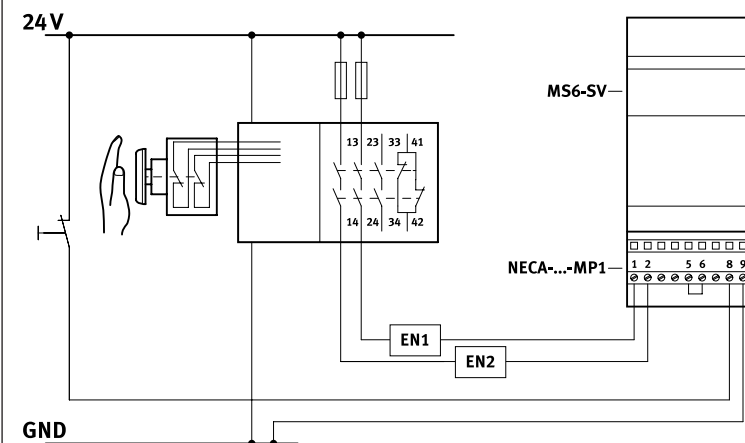 24 V
MS6-SV
13 23 33 41
14 24 34 42
NECA-...-MP1
1 2 5 6 8 9
EN1
EN2
GND